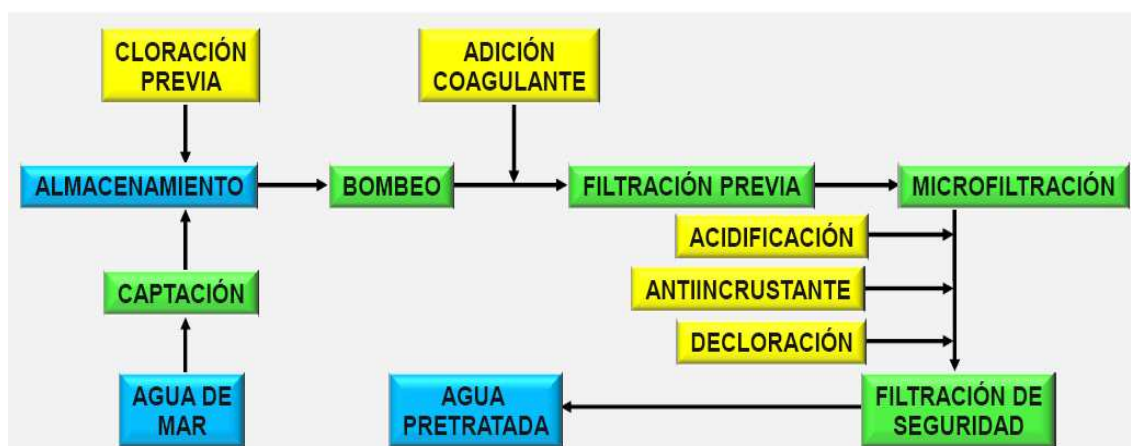 CLORACIÓN
PREVIA
ADICIÓN
COAGULANTE
ALMACENAMIENTO
BOMBEO
FILTRACIÓN PREVIA
MICROFILTRACIÓN
ACIDIFICACIÓN
CAPTACIÓN
ANTIINCRUSTANTE
DECLORACIÓN
AGUA DE
MAR
AGUA
PRETRATADA
FILTRACIÓN DE
SEGURIDAD